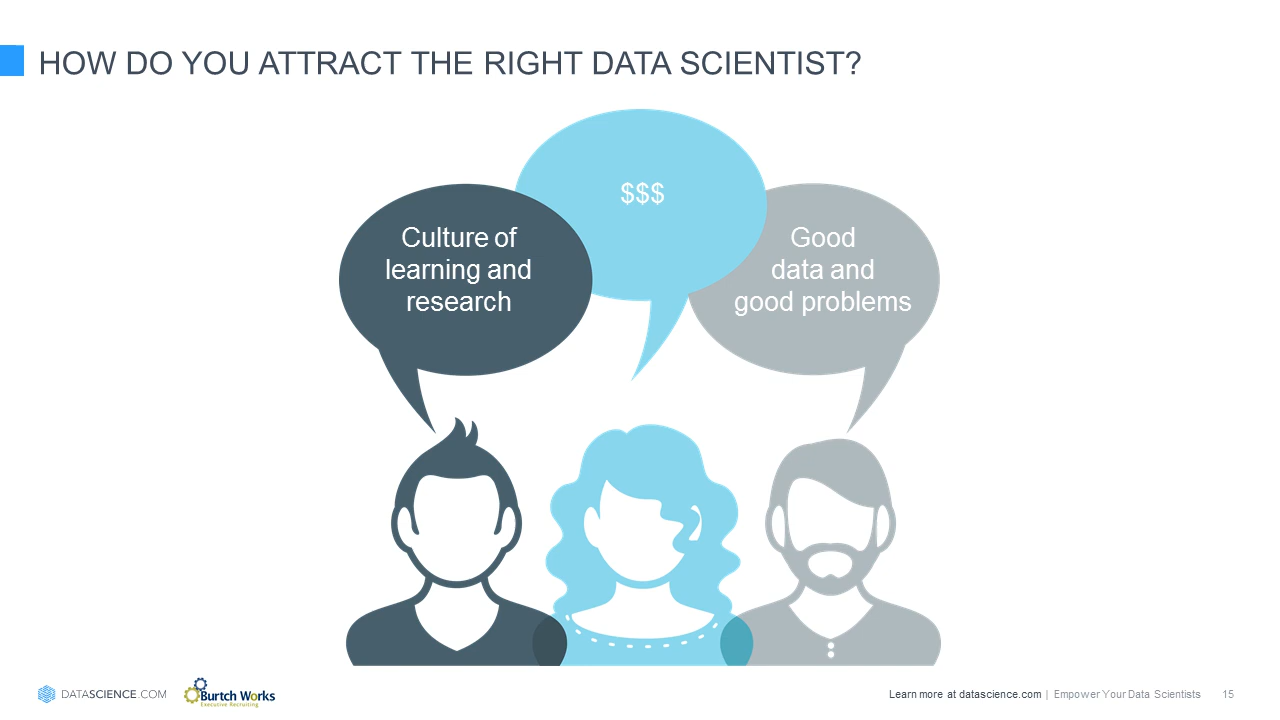 HOW DO YOU ATTRACT THE RIGHT DATA SCIENTIST?
$$$
Culture of
learning and
research
Good
data and
good problems
DATASCIENCE.COM
Burtch Works
Executive Recruiting
Learn more at datascience.com | Empower Your Data Scientists
15